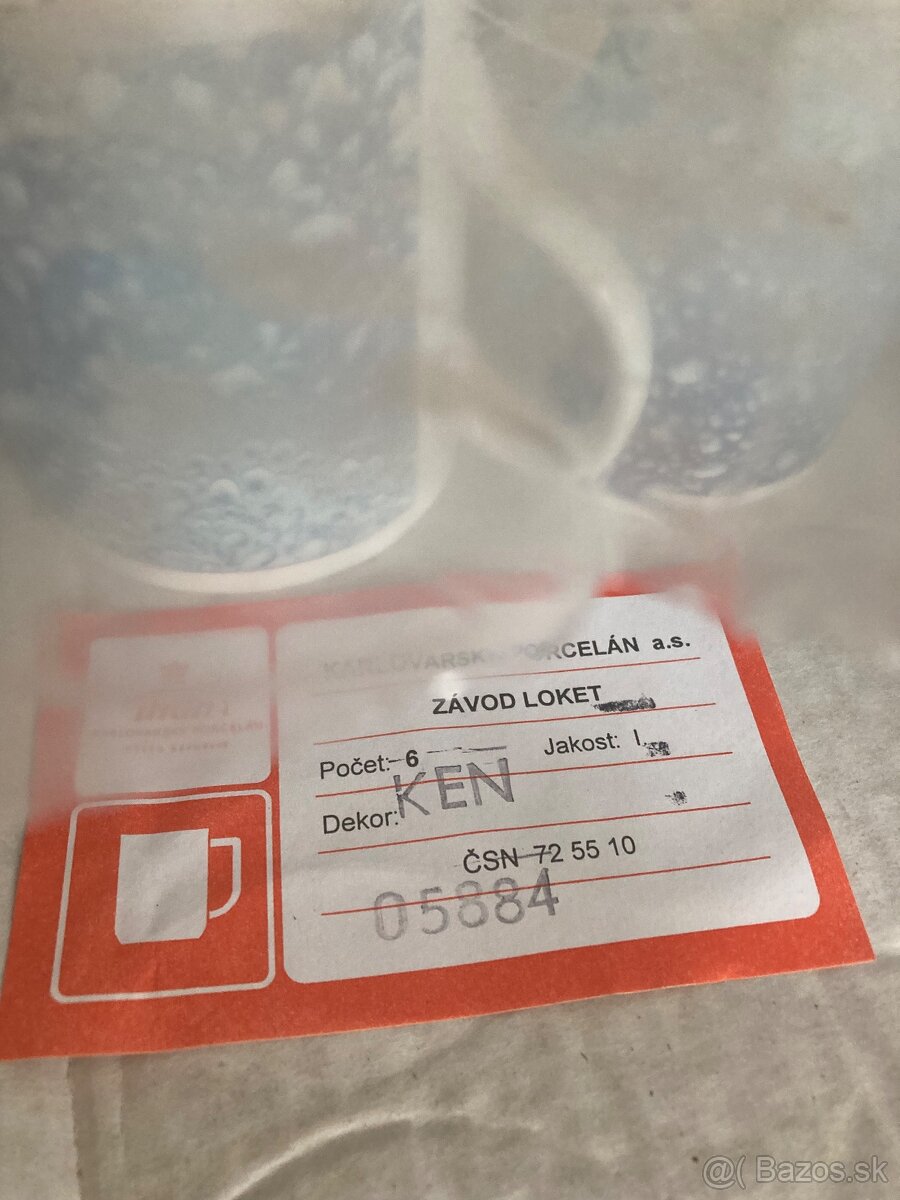 KARLOVARSKÝ PORCELÁN a.s.
ZÁVOD LOKET
Počet: 6 Jakost: I.
Dekor: KEN
ČSN 72 55 10
05884
@( Bazos.sk